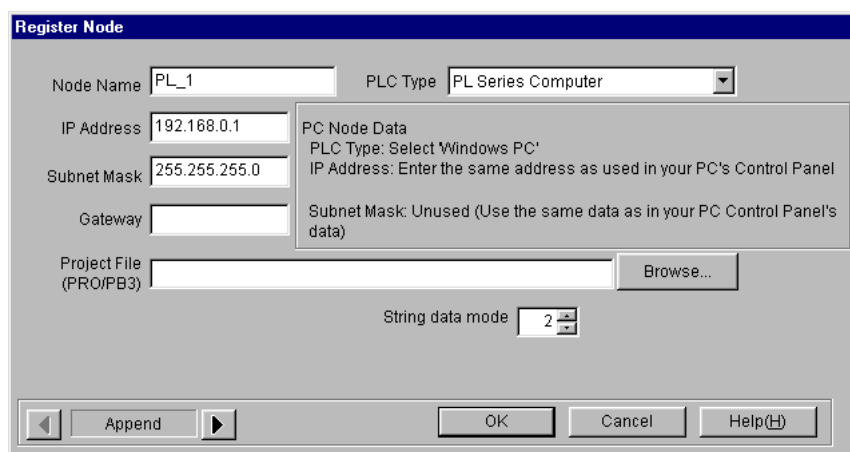 Register Node
Node Name PL_1 PLC Type PL Series Computer
IP Address 192.168.0.1
Subnet Mask 255.255.255.0
Gateway
PC Node Data
PLC Type: Select 'Windows PC'
IP Address: Enter the same address as used in your PC's Control Panel
Subnet Mask: Unused (Use the same data as in your PC Control Panel's
data)
Project File
(PRO/PB3)
Browse...
String data mode 2
Append OK Cancel Help(H)